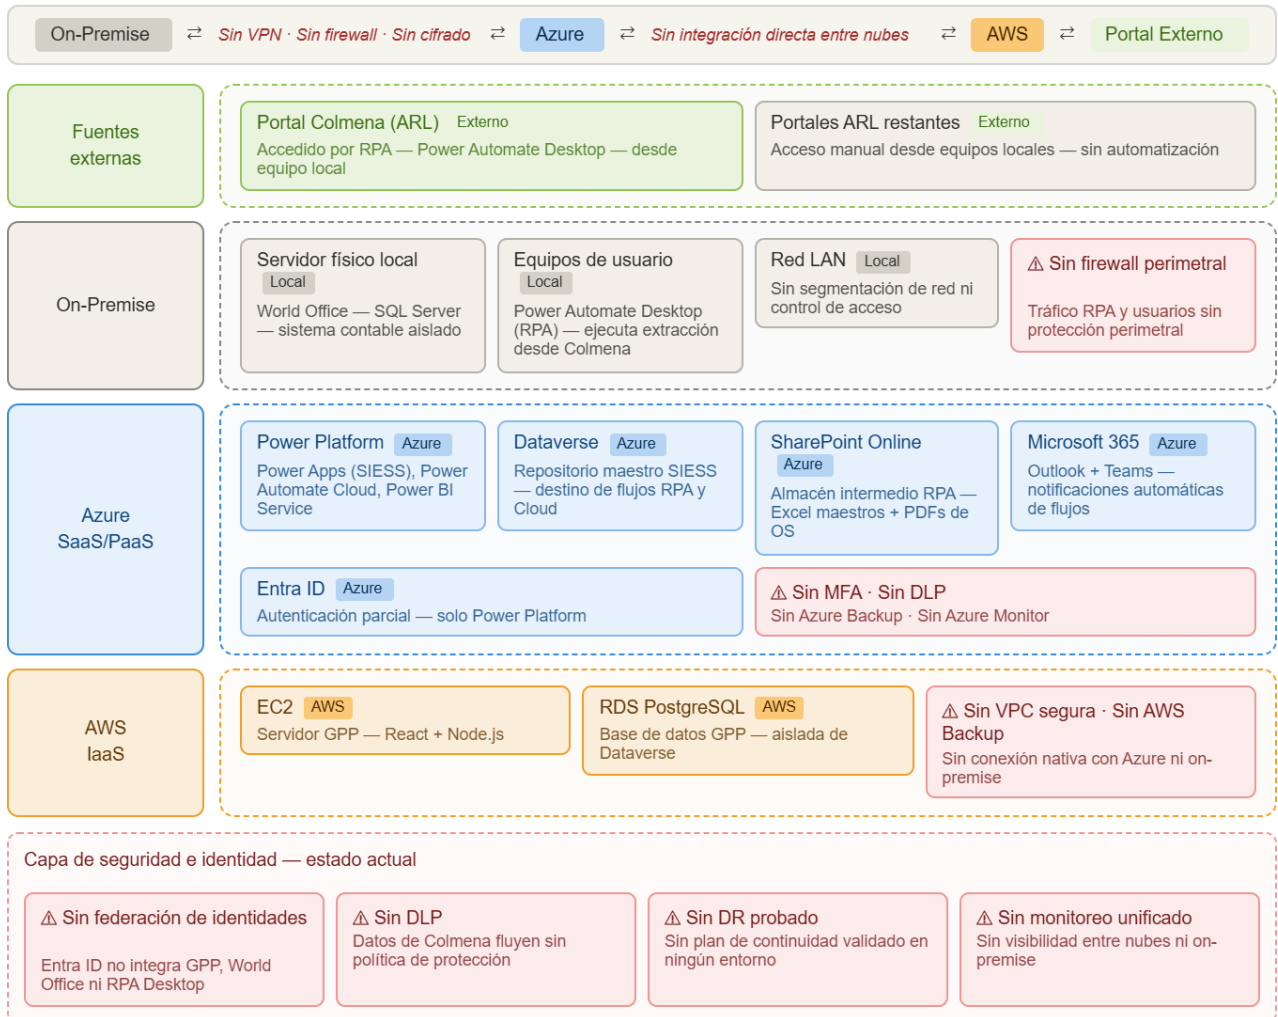 On-Premise ⇄ Sin VPN · Sin firewall · Sin cifrado ⇄ Azure ⇄ Sin integración directa entre nubes ⇄ AWS ⇄ Portal Externo
Fuentes
externas
Portal Colmena (ARL) Externo
Accedido por RPA — Power Automate Desktop — desde
equipo local
Portales ARL restantes Externo
Acceso manual desde equipos locales — sin automatización
On-Premise
Servidor físico local
Local
World Office — SQL Server
— sistema contable aislado
Equipos de usuario
Local
Power Automate Desktop
(RPA) — ejecuta extracción
desde Colmena
Red LAN Local
Sin segmentación de red ni
control de acceso
⚠ Sin firewall perimetral
Tráfico RPA y usuarios sin
protección perimetral
Azure
SaaS/PaaS
Power Platform Azure
Power Apps (SIESS), Power
Automate Cloud, Power BI
Service
Dataverse Azure
Repositorio maestro SIESS
— destino de flujos RPA y
Cloud
SharePoint Online
Azure
Almacén intermedio RPA —
Excel maestros + PDFs de
OS
Microsoft 365 Azure
Outlook + Teams —
notificaciones automáticas
de flujos
Entra ID Azure
Autenticación parcial — solo Power Platform
⚠ Sin MFA · Sin DLP
Sin Azure Backup · Sin Azure Monitor
AWS
IaaS
EC2 AWS
Servidor GPP — React + Node.js
RDS PostgreSQL AWS
Base de datos GPP — aislada de
Dataverse
⚠ Sin VPC segura · Sin AWS
Backup
Sin conexión nativa con Azure ni on-
premise
Capa de seguridad e identidad — estado actual
⚠ Sin federación de identidades
Entra ID no integra GPP, World
Office ni RPA Desktop
⚠ Sin DLP
Datos de Colmena fluyen sin
política de protección
⚠ Sin DR probado
Sin plan de continuidad validado en
ningún entorno
⚠ Sin monitoreo unificado
Sin visibilidad entre nubes ni on-
premise